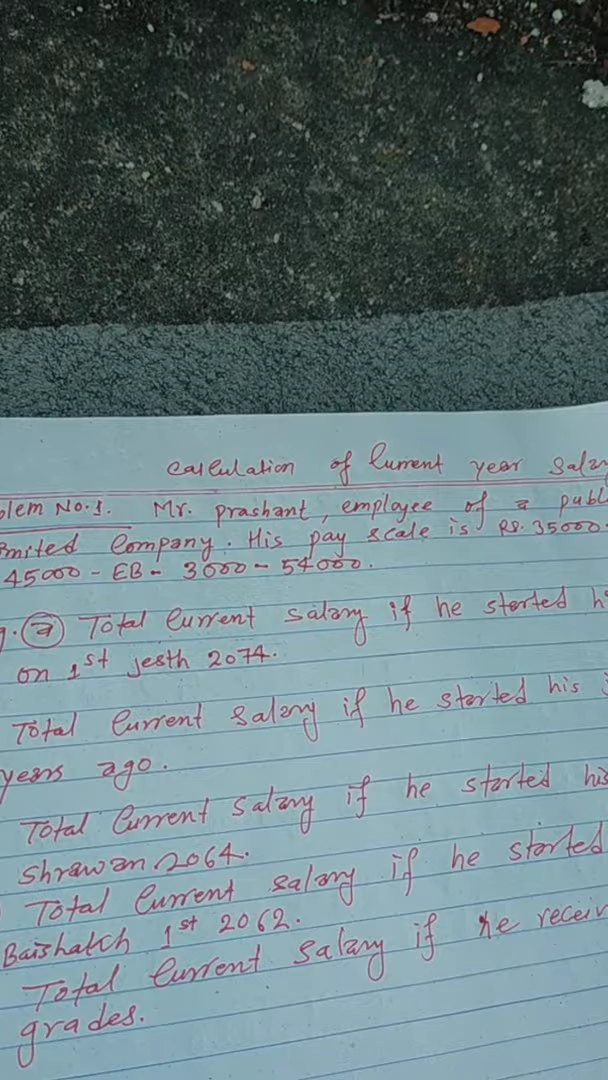 Calculation of Current year Salary
blem No. 1. Mr. prashant, employee of a publ
mited Company. His pay scale is RS. 35000
45000 - EB - 3000 - 54000.
g. (a) Total Current salary if he started h
on 1st jesth 2074.
Total Current salary if he started his
years ago.
Total Current salary if he started his
Shrawan 2064.
Total Current salary if he started
Baishakh 1st 2062.
Total Current salary if he receiv
grades.